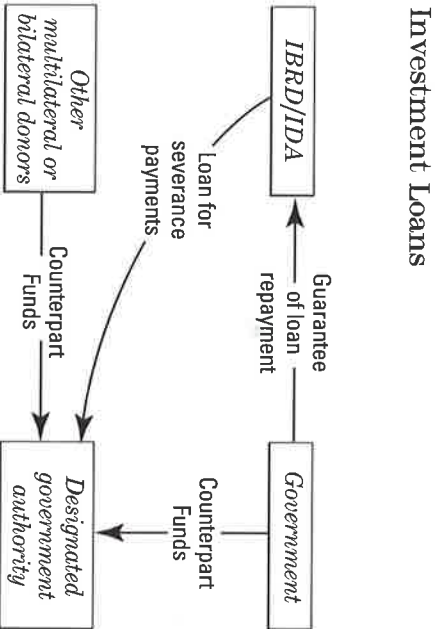 Investment Loans
IBRD/IDA
Guarantee
of loan
repayment
Government
Loan for
severance
payments
Counterpart
Funds
Other
multilateral or
bilateral donors
Counterpart
Funds
Designated
government
authority